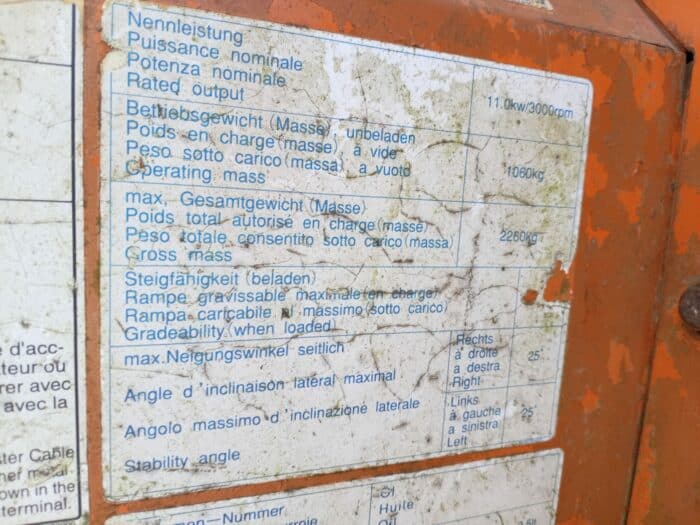 Nennleistung
Puissance nominale
Potenza nominale
Rated output
11.0kw/3000rpm
Betriebsgewicht (Masse), unbeladen
Poids en charge (masse) à vide
Peso sotto carico (massa), a vuoto
Operating mass
1060kg
max, Gesamtgewicht (Masse)
Poids total autorisé en charge (masse)
Peso totale consentito sotto carico (massa)
Gross mass
2260kg
Steigfähigkeit (beladen)
Rampe gravissable maximale (en charge)
Rampa caricabile al massimo (sotto carico)
Gradeability (when loaded)
max. Neigungswinkel seitlich
Angle d'inclinaison latéral maximal
Angolo massimo d'inclinazione laterale
Stability angle
Rechts
à droite
a destra
Right
25°
Links
à gauche
a sinistra
Left
25°
e d'acc-
ateur ou
rer avec
avec la
ter Cable
her metal
own in the
terminal.
-Nummer
Öl
Huile